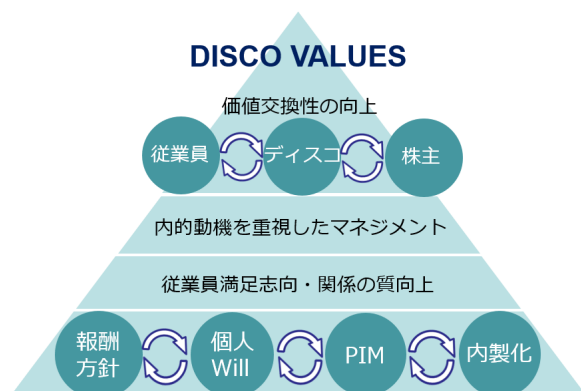 DISCO VALUES
価値交換性の向上
従業員 ディスコ 株主
内的動機を重視したマネジメント
従業員満足志向・関係の質向上
報酬
方針
個人
Will
PIM
内製化